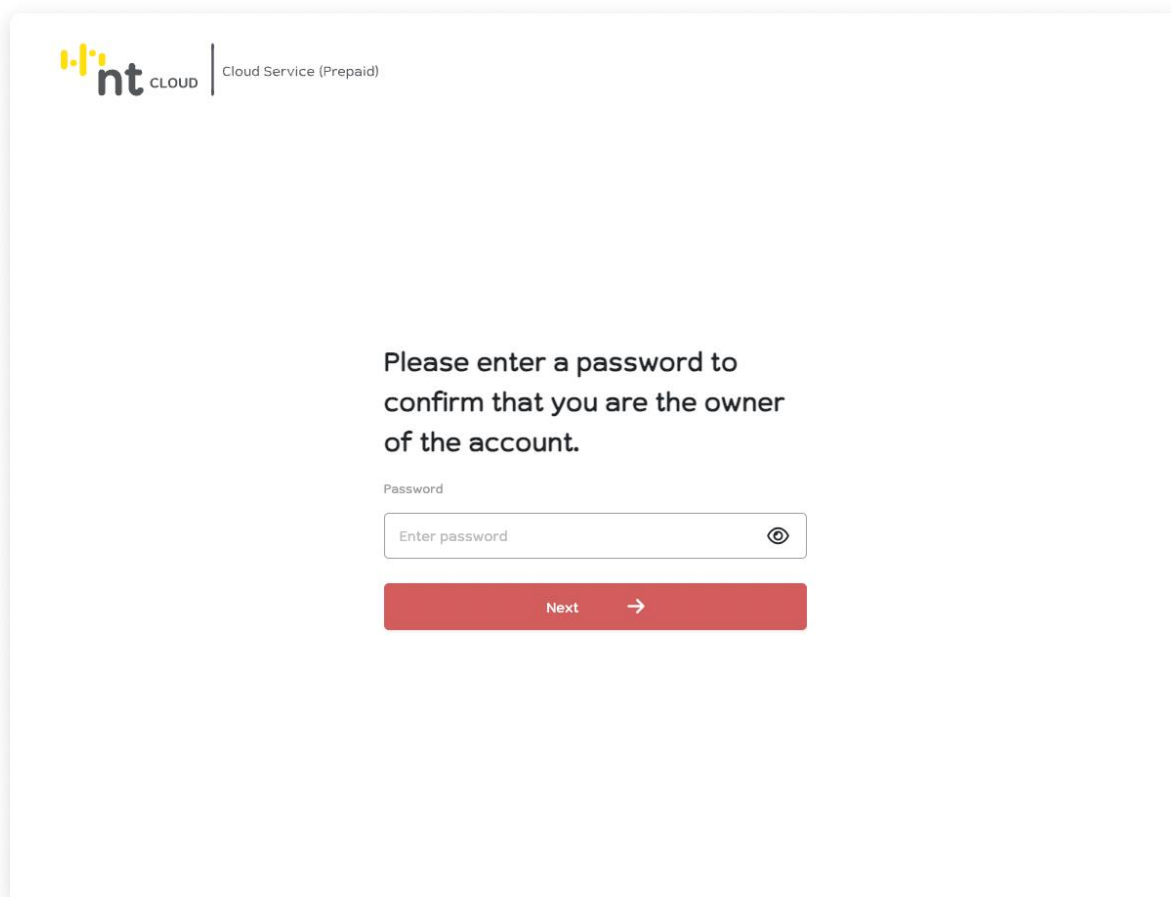 nt CLOUD
Cloud Service (Prepaid)
Please enter a password to
confirm that you are the owner
of the account.
Password
Enter password
Next